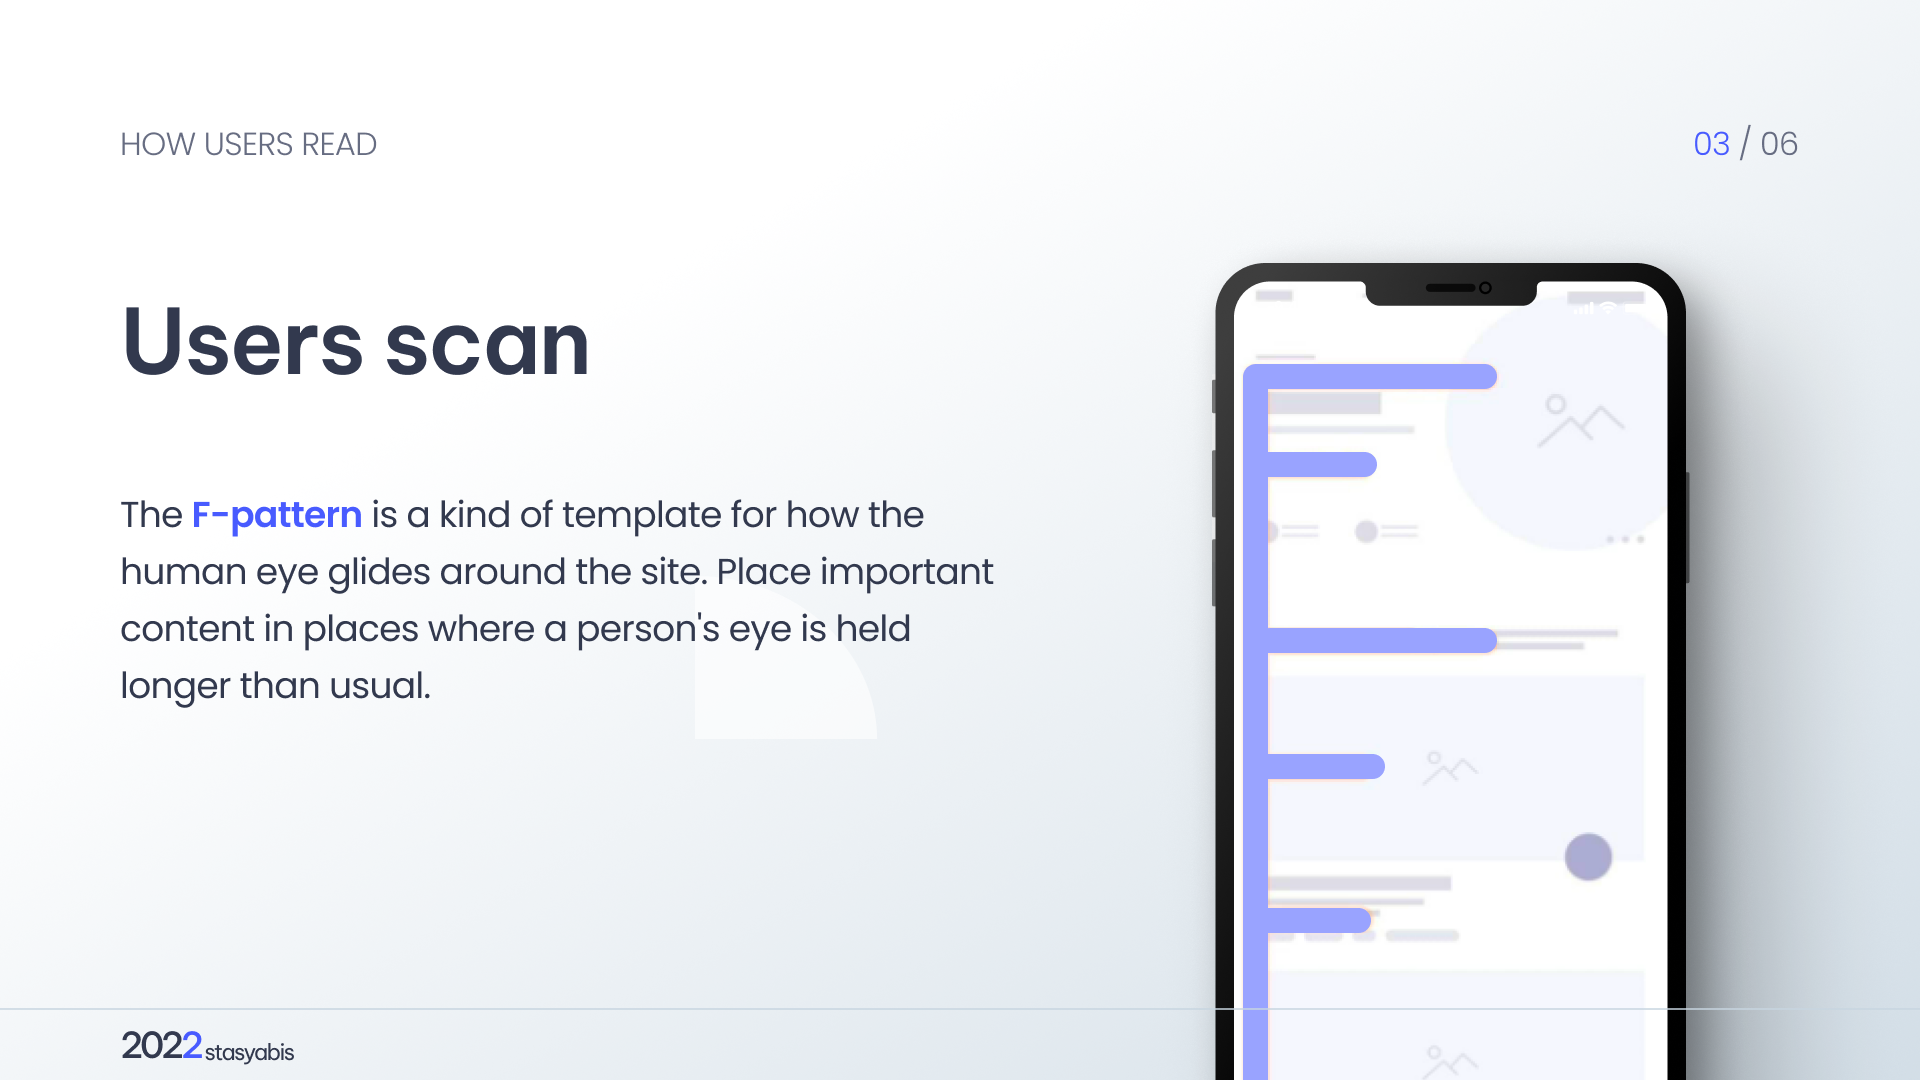 HOW USERS READ
03 / 06
Users scan
The F-pattern is a kind of template for how the
human eye glides around the site. Place important
content in places where a person's eye is held
longer than usual.
2022 stasyabis